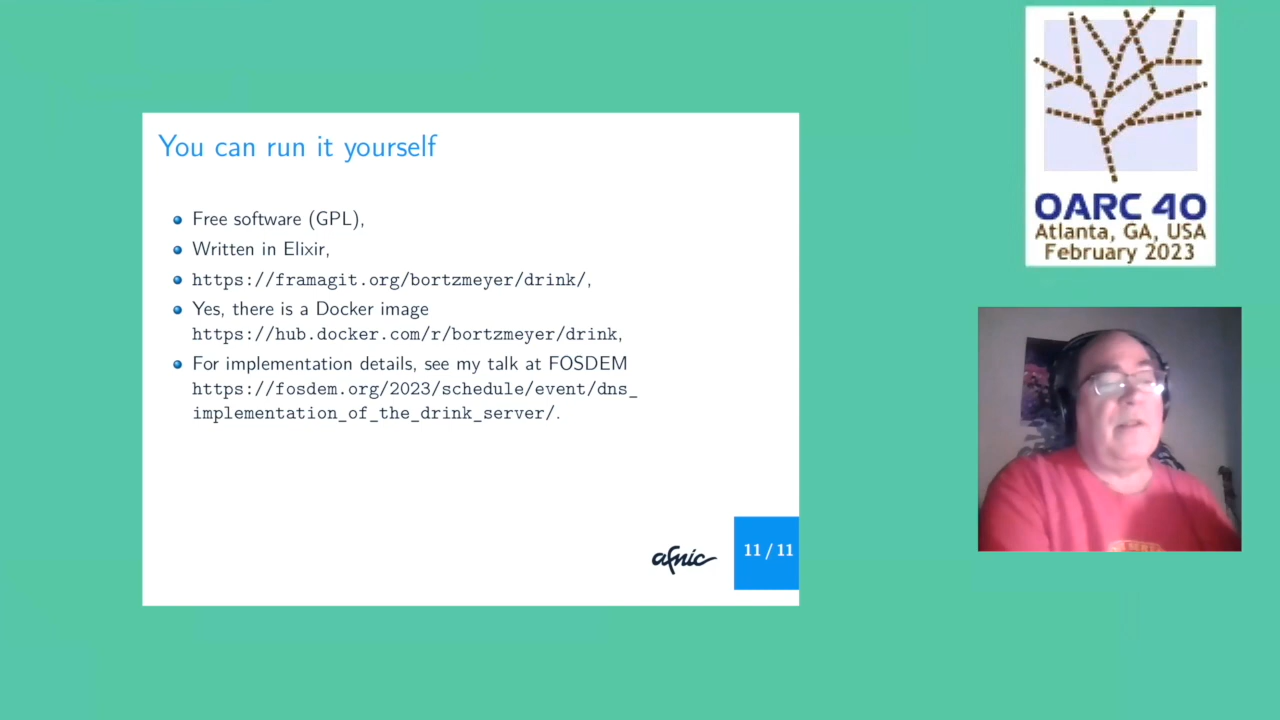 You can run it yourself
Free software (GPL),
Written in Elixir,
https://framagit.org/bortzmeyer/drink/,
Yes, there is a Docker image
https://hub.docker.com/r/bortzmeyer/drink,
For implementation details, see my talk at FOSDEM
https://fosdem.org/2023/schedule/event/dns_
implementation_of_the_drink_server/.
afnic
11 / 11
OARC 40
Atlanta, GA, USA
February 2023